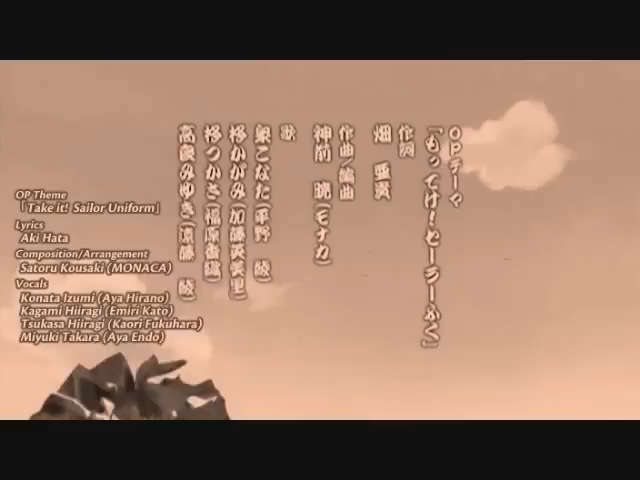 OPテーマ
「もってけ!セーラーふく」
作詞
畑 亜貴
作曲/編曲
神前 暁(モナカ)
歌
泉こなた(平野 綾)
柊かがみ(加藤英美里)
柊つかさ(福原香織)
高良みゆき(遠藤 綾)
OP Theme
「Take it! Sailor Uniform」
Lyrics
Aki Hata
Composition/Arrangement
Satoru Kousaki (MONACA)
Vocals
Konata Izumi (Aya Hirano)
Kagami Hiiragi (Emiri Kato)
Tsukasa Hiiragi (Kaori Fukuhara)
Miyuki Takara (Aya Endo)